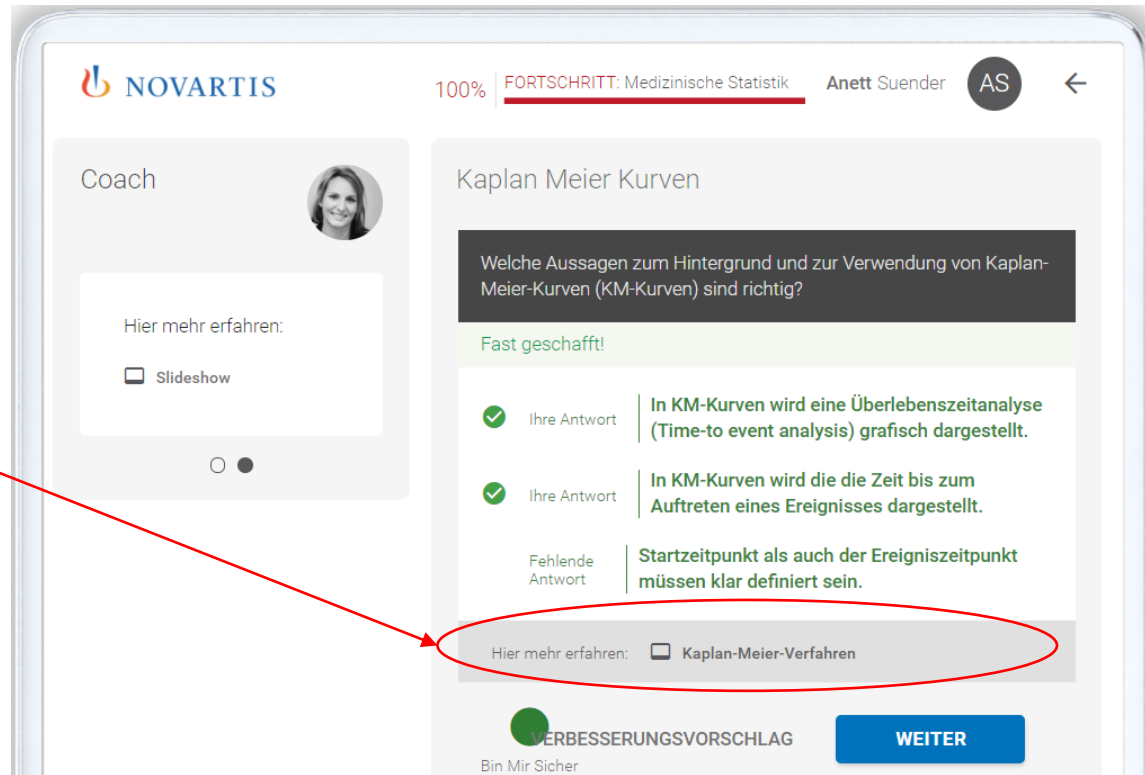 NOVARTIS
100% FORTSCHRITT: Medizinische Statistik Anett Suender AS
Coach
Hier mehr erfahren:
Slideshow
Kaplan Meier Kurven
Welche Aussagen zum Hintergrund und zur Verwendung von Kaplan-
Meier-Kurven (KM-Kurven) sind richtig?
Fast geschafft!
Ihre Antwort
In KM-Kurven wird eine Überlebenszeitanalyse
(Time-to event analysis) grafisch dargestellt.
Ihre Antwort
In KM-Kurven wird die die Zeit bis zum
Auftreten eines Ereignisses dargestellt.
Fehlende
Antwort
Startzeitpunkt als auch der Ereigniszeitpunkt
müssen klar definiert sein.
Hier mehr erfahren: Kaplan-Meier-Verfahren
VERBESSERUNGSVORSCHLAG
WEITER
Bin Mir Sicher